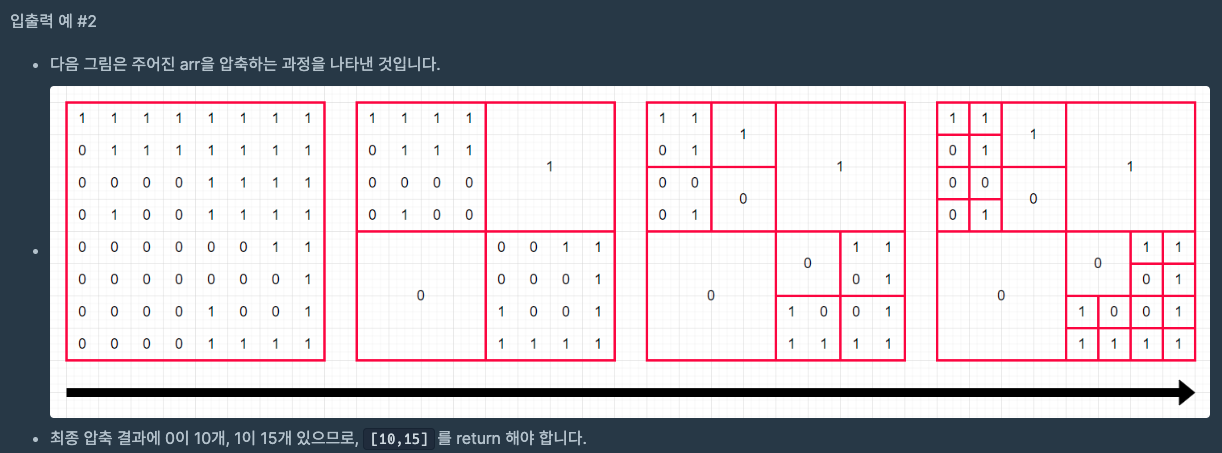 입출력 예 #2
다음 그림은 주어진 arr을 압축하는 과정을 나타낸 것입니다.
1 1 1 1 1 1 1 1 1 1 1 1 1 1 1 1 1 1
0 1 1 1 1 1 1 1 0 1 1 1 1 0 1 1 0 1 1
0 0 0 0 1 1 1 1 0 0 0 0 0 0 0 0 0 0
0 1 0 0 1 1 1 1 0 1 0 0 0 1 0 1
0 0 0 0 0 0 1 1 0 0 0 1 1 0 0 1 1 0 0 1 1
0 0 0 0 0 0 0 1 0 0 0 1 0 1 0 1
0 0 0 0 1 0 0 1 1 0 0 1 1 0 0 1 1 0 0 1
0 0 0 0 1 1 1 1 1 1 1 1 1 1 1 1 1 1 1 1
최종 압축 결과에 0이 10개, 1이 15개 있으므로, [10,15] 를 return 해야 합니다.